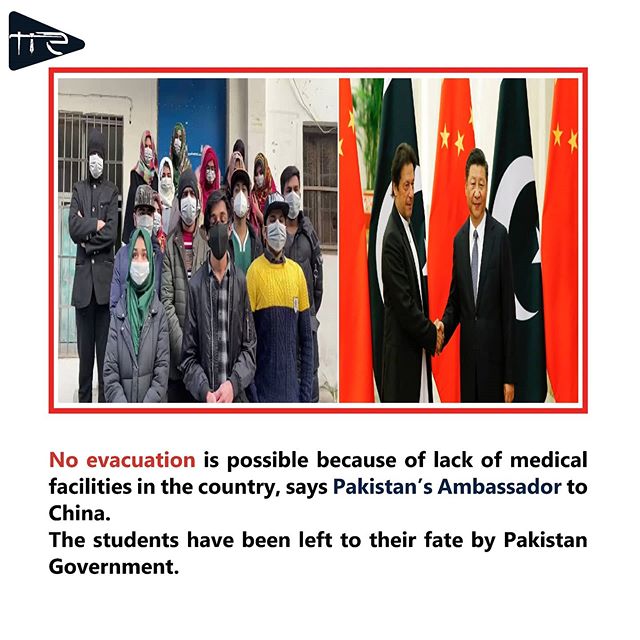 No evacuation is possible because of lack of medical
facilities in the country, says Pakistan's Ambassador to
China.
The students have been left to their fate by Pakistan
Government.